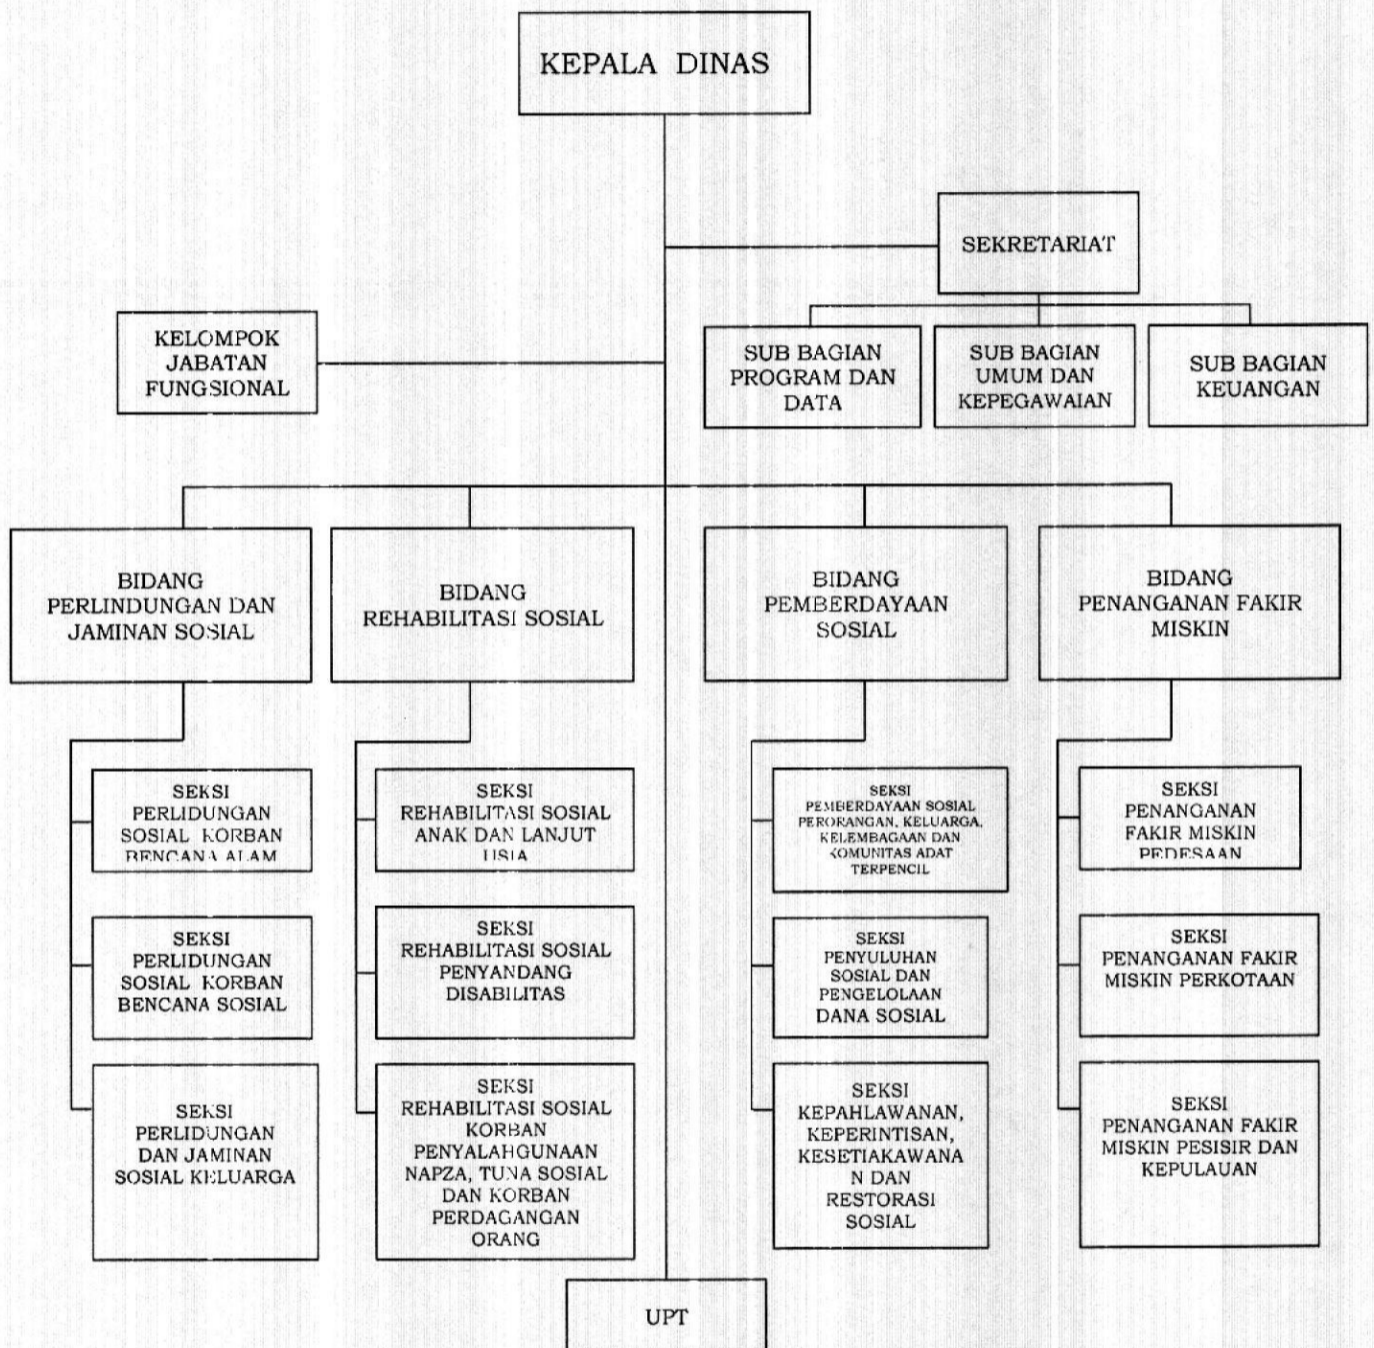 KEPALA DINAS
SEKRETARIAT
KELOMPOK
JABATAN
FUNGSIONAL
SUB BAGIAN
PROGRAM DAN
DATA
SUB BAGIAN
UMUM DAN
KEPEGAWAIAN
SUB BAGIAN
KEUANGAN
BIDANG
PERLINDUNGAN DAN
JAMINAN SOSIAL
BIDANG
REHABILITASI SOSIAL
BIDANG
PEMBERDAYAAN
SOSIAL
BIDANG
PENANGANAN FAKIR
MISKIN
SEKSI
PERLIDUNGAN
SOSIAL KORBAN
BENCANA ALAM
SEKSI
REHABILITASI SOSIAL
ANAK DAN LANJUT
USIA
SEKSI
PEMBERDAYAAN SOSIAL
PERORANGAN, KELUARGA,
KELEMBAGAAN DAN
KOMUNITAS ADAT
TERPENCIL
SEKSI
PENANGANAN
FAKIR MISKIN
PEDESAAN
SEKSI
PERLIDUNGAN
SOSIAL KORBAN
BENCANA SOSIAL
SEKSI
REHABILITASI SOSIAL
PENYANDANG
DISABILITAS
SEKSI
PENYULUHAN
SOSIAL DAN
PENGELOLAAN
DANA SOSIAL
SEKSI
PENANGANAN FAKIR
MISKIN PERKOTAAN
SEKSI
PERLIDUNGAN
DAN JAMINAN
SOSIAL KELUARGA
SEKSI
REHABILITASI SOSIAL
KORBAN
PENYALAHGUNAAN
NAPZA, TUNA SOSIAL
DAN KORBAN
PERDAGANGAN
ORANG
SEKSI
KEPAHLAWANAN,
KEPERINTISAN,
KESETIAKAWANA
N DAN
RESTORASI
SOSIAL
SEKSI
PENANGANAN FAKIR
MISKIN PESISIR DAN
KEPULAUAN
UPT